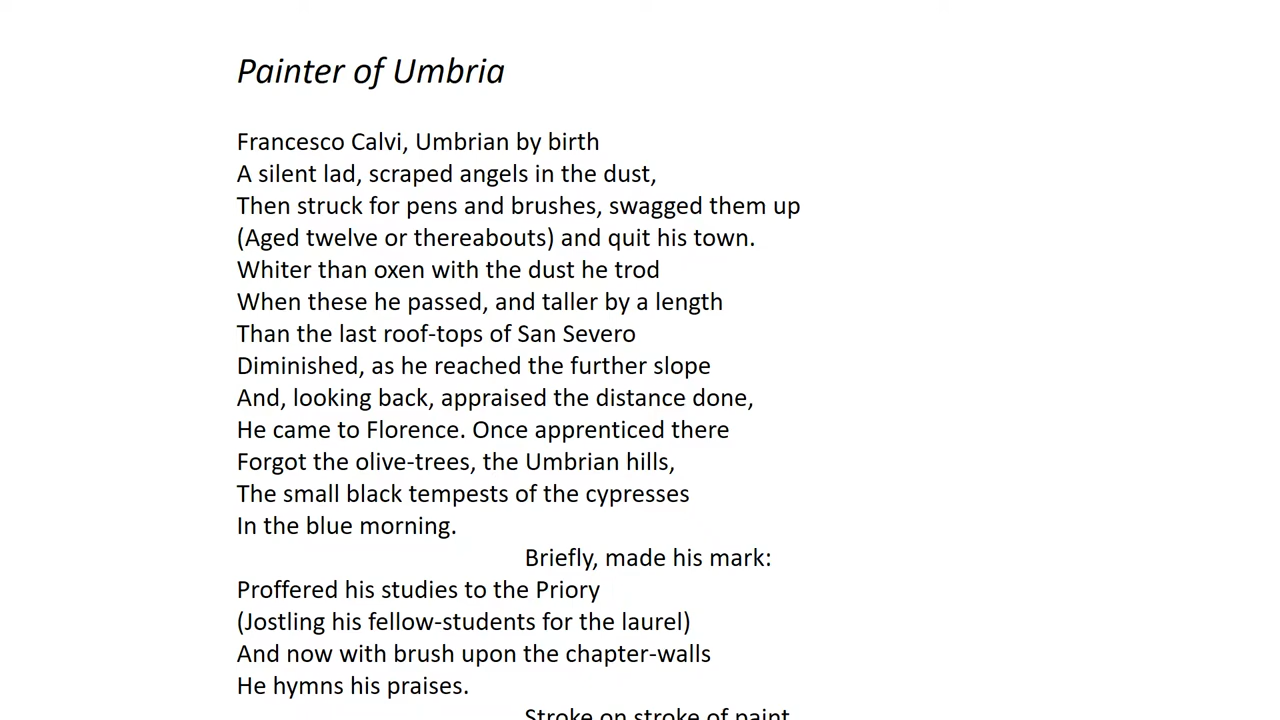 Painter of Umbria
Francesco Calvi, Umbrian by birth
A silent lad, scraped angels in the dust,
Then struck for pens and brushes, swagged them up
(Aged twelve or thereabouts) and quit his town.
Whiter than oxen with the dust he trod
When these he passed, and taller by a length
Than the last roof-tops of San Severo
Diminished, as he reached the further slope
And, looking back, appraised the distance done,
He came to Florence. Once apprenticed there
Forgot the olive-trees, the Umbrian hills,
The small black tempests of the cypresses
In the blue morning.
Briefly, made his mark:
Proffered his studies to the Priory
(Jostling his fellow-students for the laurel)
And now with brush upon the chapter-walls
He hymns his praises.
Stroke on stroke of paint